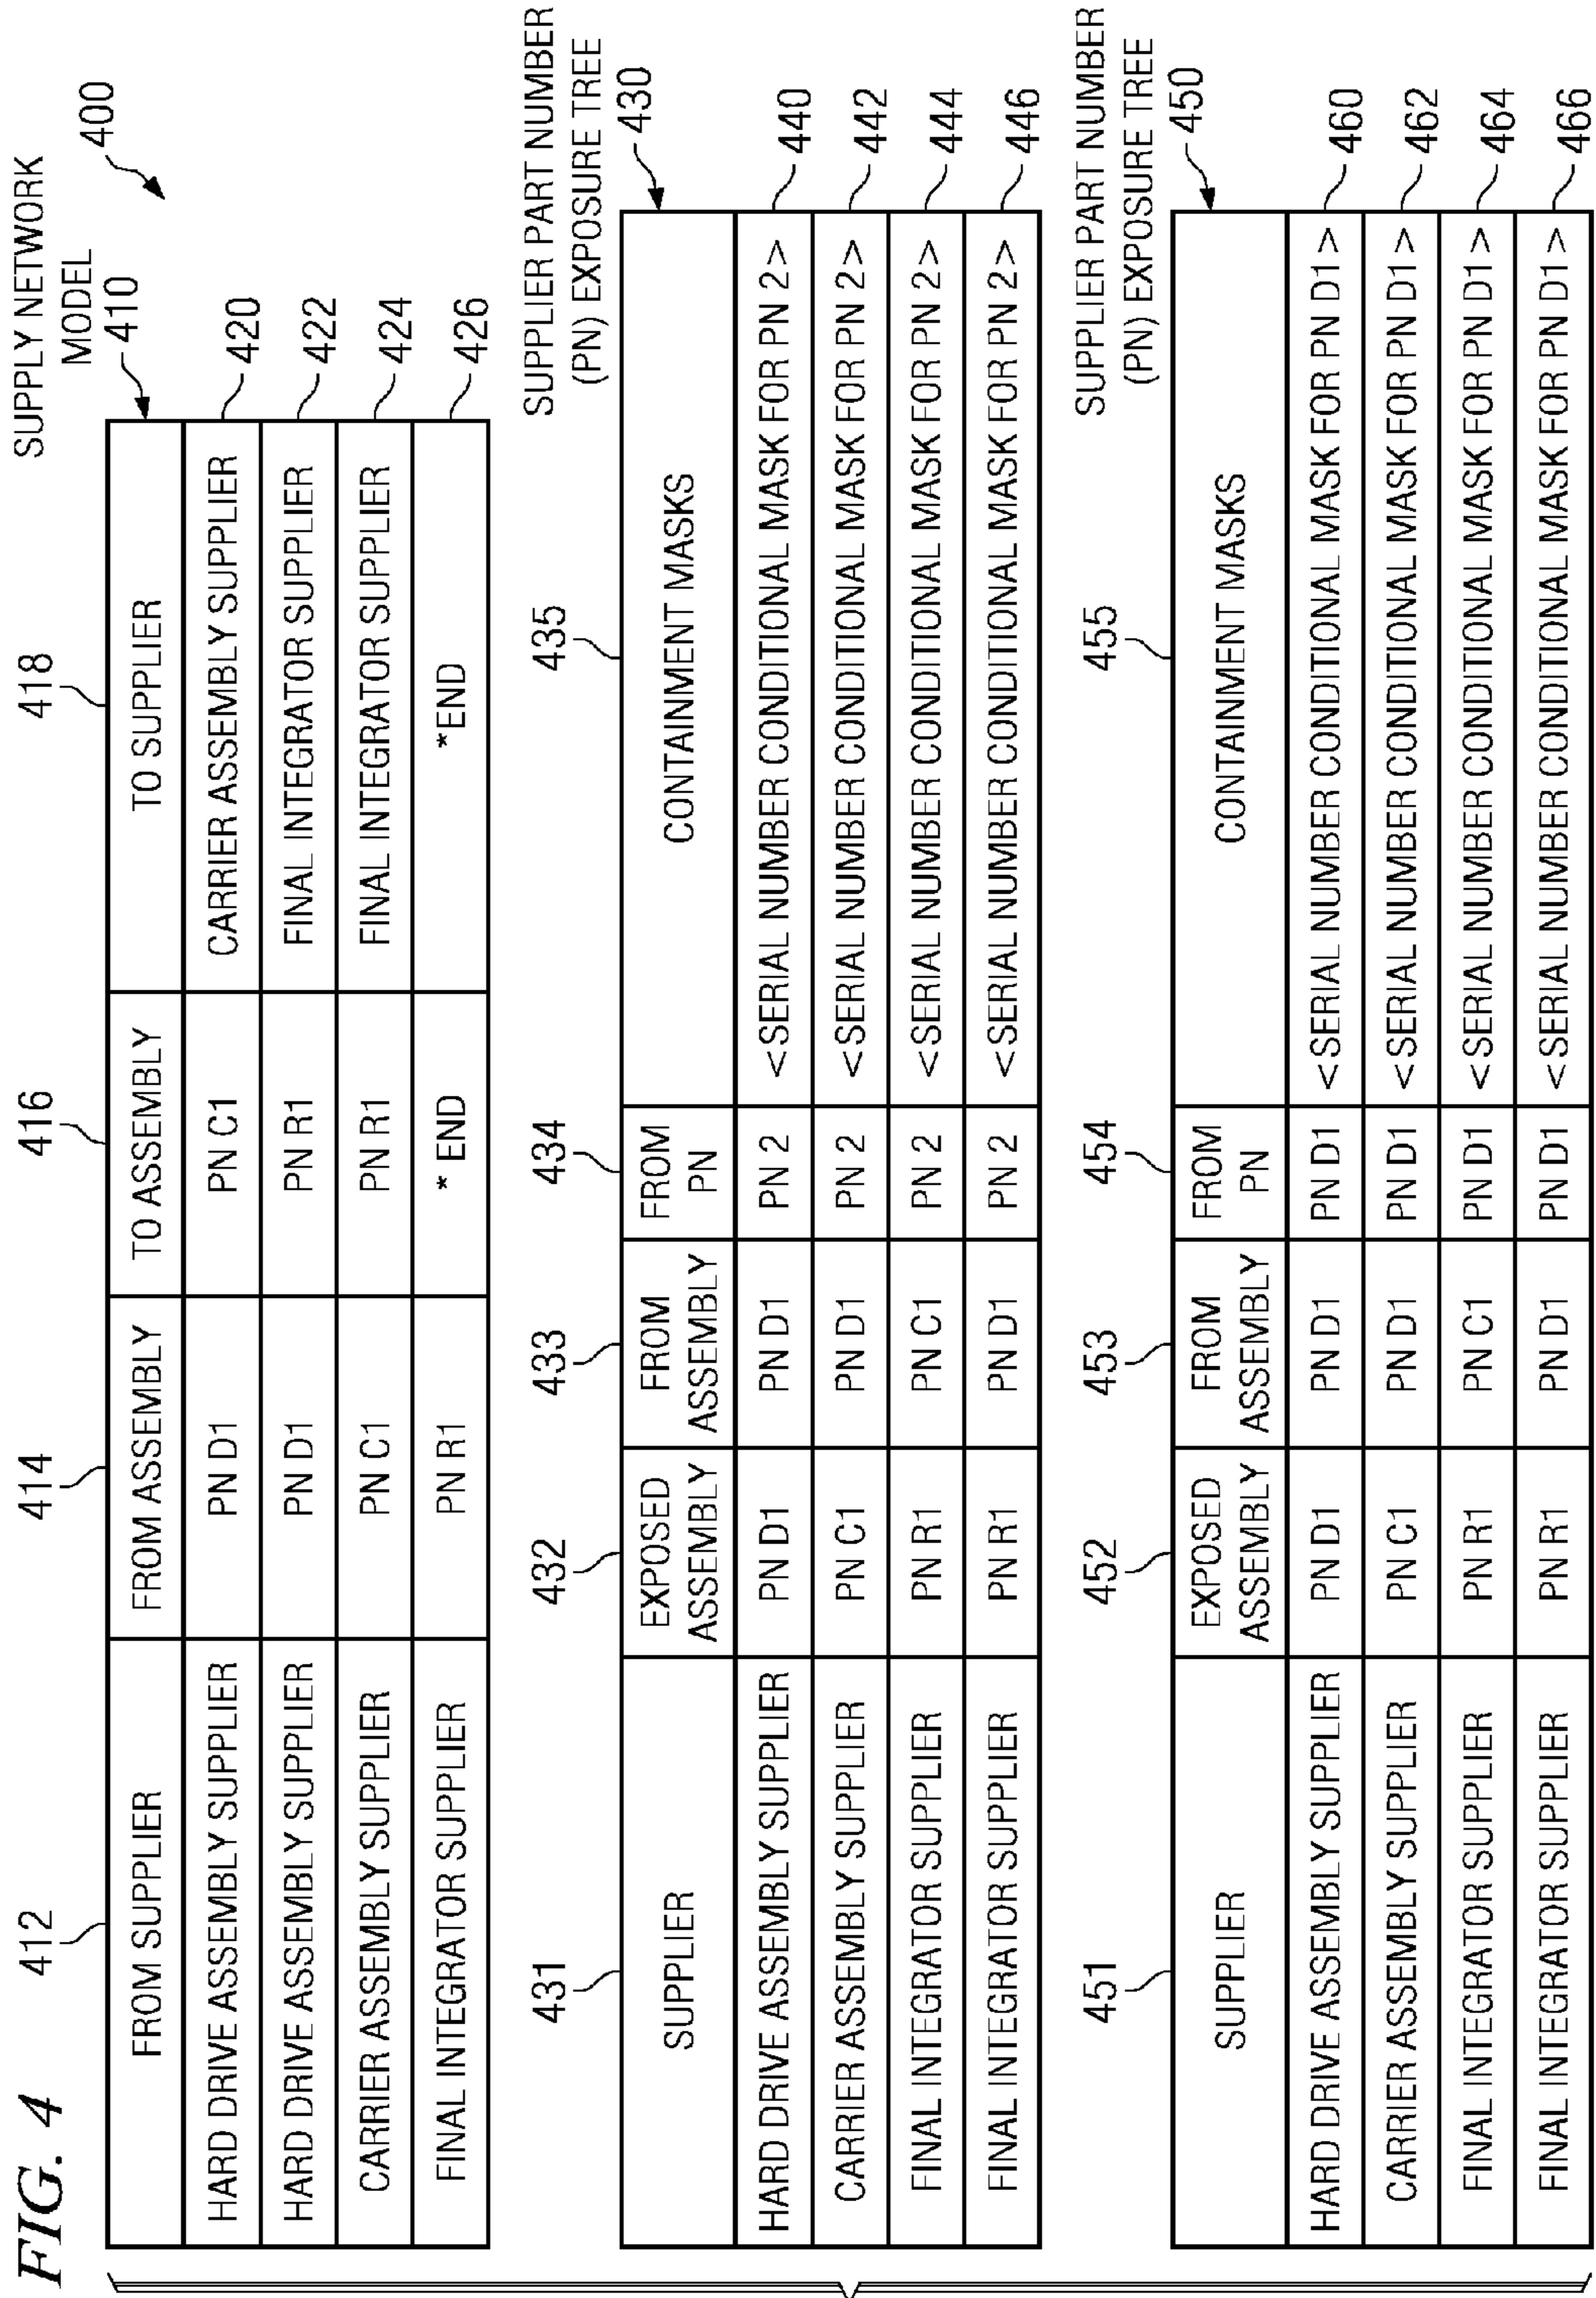 FIG. 4
SUPPLY NETWORK
MODEL
400
412
414
416
418
410
FROM SUPPLIER FROM ASSEMBLY TO ASSEMBLY TO SUPPLIER
HARD DRIVE ASSEMBLY SUPPLIER PN D1 PN C1 CARRIER ASSEMBLY SUPPLIER 420
HARD DRIVE ASSEMBLY SUPPLIER PN D1 PN R1 FINAL INTEGRATOR SUPPLIER 422
CARRIER ASSEMBLY SUPPLIER PN C1 PN R1 FINAL INTEGRATOR SUPPLIER 424
FINAL INTEGRATOR SUPPLIER PN R1 * END *END 426
SUPPLIER PART NUMBER
(PN) EXPOSURE TREE
431
432
433
434
435
430
SUPPLIER EXPOSED FROM FROM CONTAINMENT MASKS
ASSEMBLY ASSEMBLY PN
HARD DRIVE ASSEMBLY SUPPLIER PN D1 PN D1 PN 2 <SERIAL NUMBER CONDITIONAL MASK FOR PN 2> 440
CARRIER ASSEMBLY SUPPLIER PN C1 PN D1 PN 2 <SERIAL NUMBER CONDITIONAL MASK FOR PN 2> 442
FINAL INTEGRATOR SUPPLIER PN R1 PN C1 PN 2 <SERIAL NUMBER CONDITIONAL MASK FOR PN 2> 444
FINAL INTEGRATOR SUPPLIER PN R1 PN D1 PN 2 <SERIAL NUMBER CONDITIONAL MASK FOR PN 2> 446
SUPPLIER PART NUMBER
(PN) EXPOSURE TREE
451
452
453
454
455
450
SUPPLIER EXPOSED FROM FROM CONTAINMENT MASKS
ASSEMBLY ASSEMBLY PN
HARD DRIVE ASSEMBLY SUPPLIER PN D1 PN D1 PN D1 <SERIAL NUMBER CONDITIONAL MASK FOR PN D1> 460
CARRIER ASSEMBLY SUPPLIER PN C1 PN D1 PN D1 <SERIAL NUMBER CONDITIONAL MASK FOR PN D1> 462
FINAL INTEGRATOR SUPPLIER PN R1 PN C1 PN D1 <SERIAL NUMBER CONDITIONAL MASK FOR PN D1> 464
FINAL INTEGRATOR SUPPLIER PN R1 PN D1 PN D1 <SERIAL NUMBER CONDITIONAL MASK FOR PN D1> 466